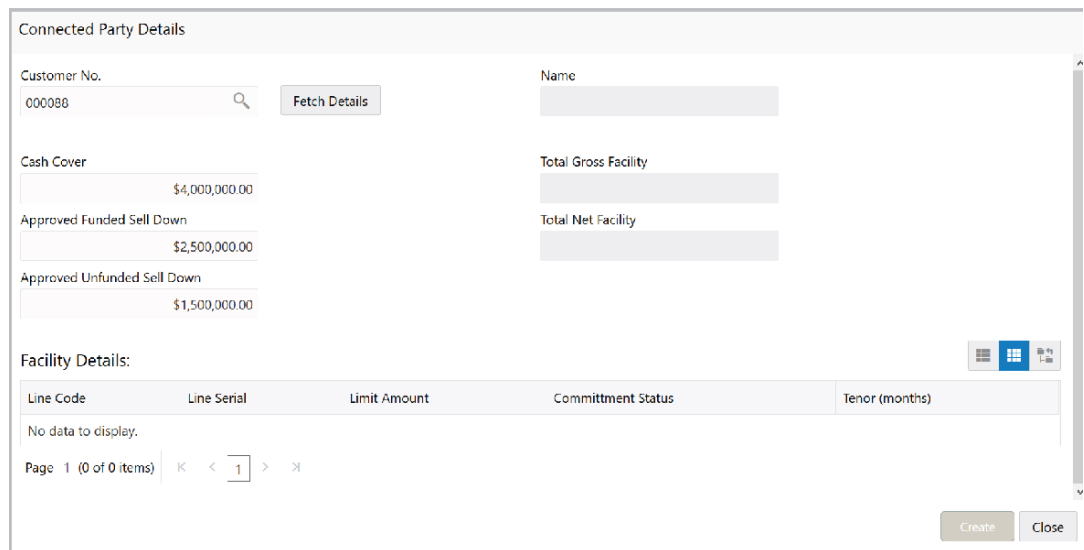 Connected Party Details
Customer No.
Name
000088
Fetch Details
Cash Cover
Total Gross Facility
$4,000,000.00
Approved Funded Sell Down
Total Net Facility
$2,500,000.00
Approved Unfunded Sell Down
$1,500,000.00
Facility Details:
Line Code Line Serial Limit Amount Committment Status Tenor (months)
No data to display.
Page 1 (0 of 0 items) 1
Create Close